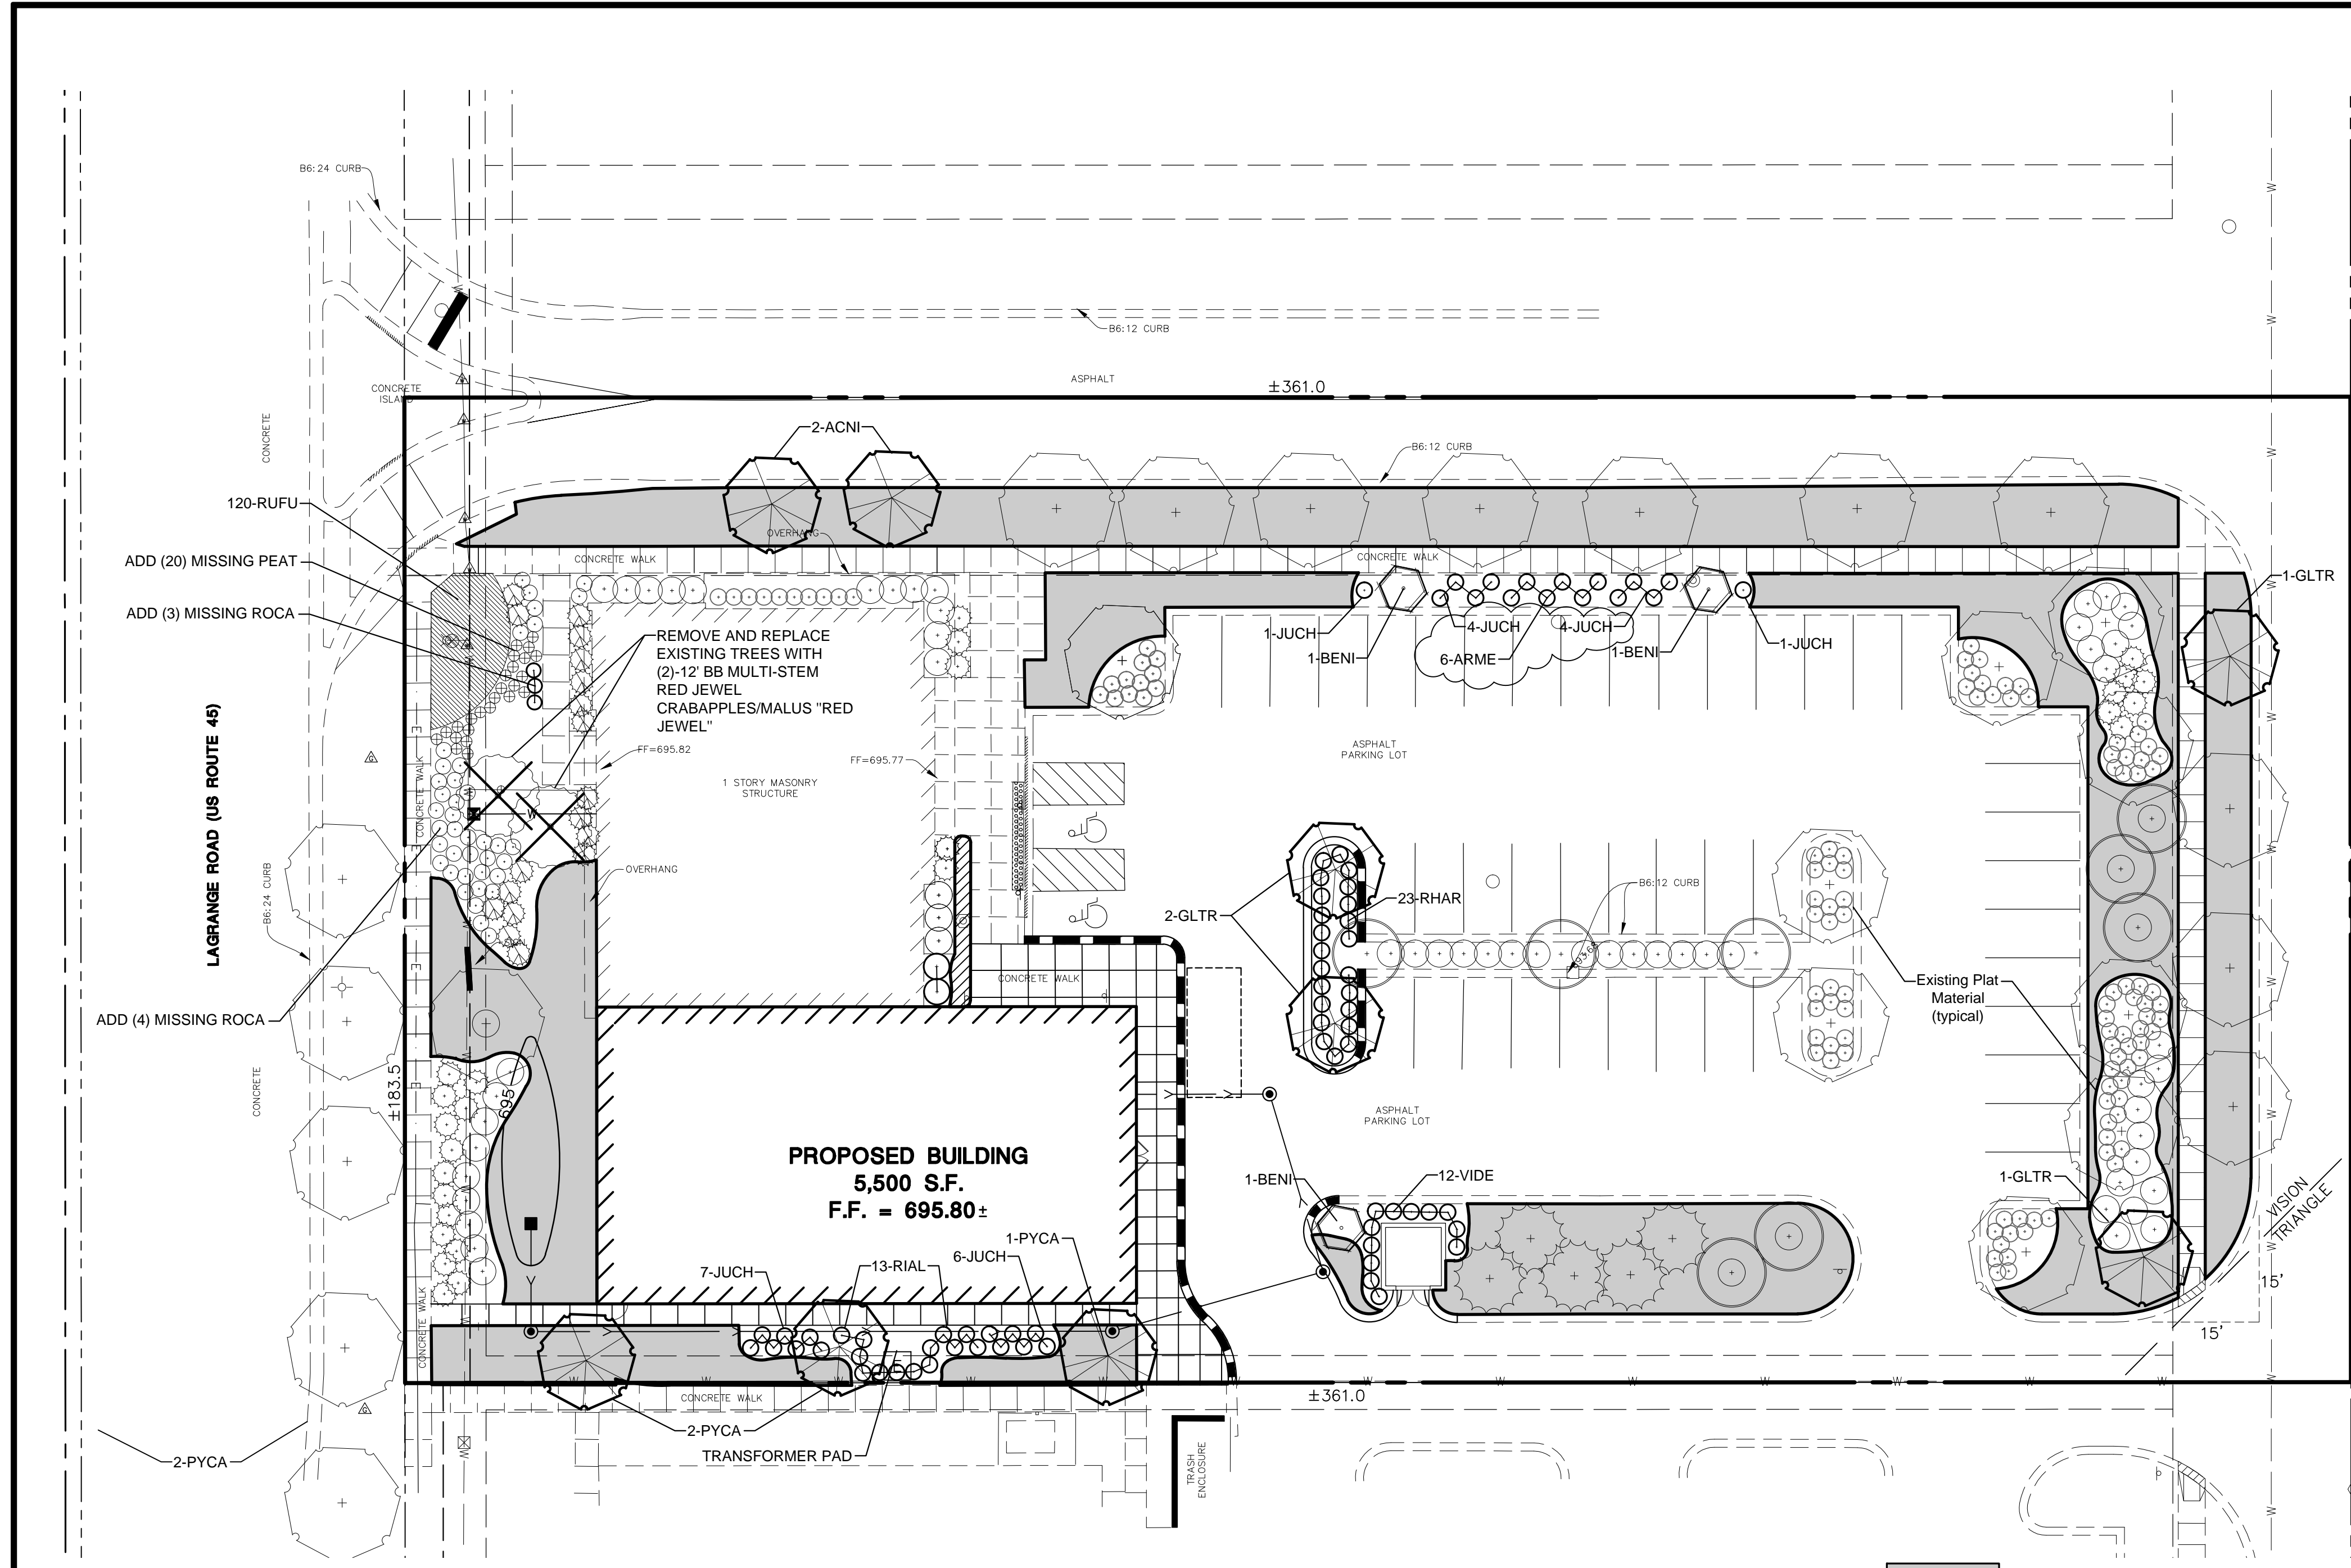 B6:24 CURB
B6:12 CURB
CONCRETE
ISLAND
ASPHALT
±361.0
CONCRETE
2-ACNI
B6:12 CURB
120-RUFU
OVERHANG
CONCRETE WALK
CONCRETE WALK
ADD (20) MISSING PEAT
1-GLTR
ADD (3) MISSING ROCA
REMOVE AND REPLACE
EXISTING TREES WITH
(2)-12' BB MULTI-STEM
RED JEWEL
CRABAPPLES/MALUS "RED
JEWEL"
1-JUCH
4-JUCH
4-JUCH
1-JUCH
1-BENI
6-ARME
1-BENI
LAGRANGE ROAD (US ROUTE 45)
FF=695.82
FF=695.77
ASPHALT
PARKING LOT
1 STORY MASONRY
STRUCTURE
CONCRETE WALK
OVERHANG
B6:24 CURB
B6:12 CURB
23-RHAR
2-GLTR
693.68
SIGN
CONCRETE WALK
Existing Plat
Material
(typical)
ADD (4) MISSING ROCA
CONCRETE
±183.5
695
ASPHALT
PARKING LOT
PROPOSED BUILDING
5,500 S.F.
F.F. = 695.80±
1-BENI
12-VIDE
1-GLTR
VISION
TRIANGLE
1-PYCA
6-JUCH
13-RIAL
7-JUCH
15'
15'
CONCRETE WALK
CONCRETE WALK
±361.0
2-PYCA
TRANSFORMER PAD
2-PYCA
TRASH
ENCLOSURE